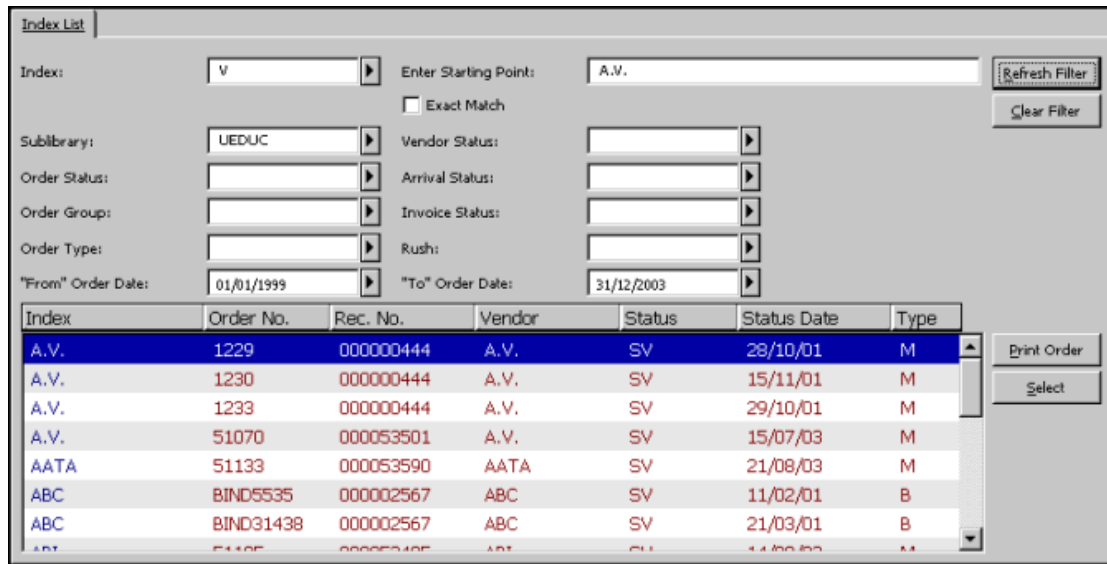 Index List
Index: V Enter Starting Point: A.V. Refresh Filter
Exact Match Clear Filter
Sublibrary: UEDUC Vendor Status:
Order Status: Arrival Status:
Order Group: Invoice Status:
Order Type: Rush:
"From" Order Date: 01/01/1999 "To" Order Date: 31/12/2003
Index Order No. Rec. No. Vendor Status Status Date Type
A.V. 1229 000000444 A.V. SV 28/10/01 M Print Order
A.V. 1230 000000444 A.V. SV 15/11/01 M Select
A.V. 1233 000000444 A.V. SV 29/10/01 M
A.V. 51070 000053501 A.V. SV 15/07/03 M
AATA 51133 000053590 AATA SV 21/08/03 M
ABC BIND5535 000002567 ABC SV 11/02/01 B
ABC BIND31438 000002567 ABC SV 21/03/01 B